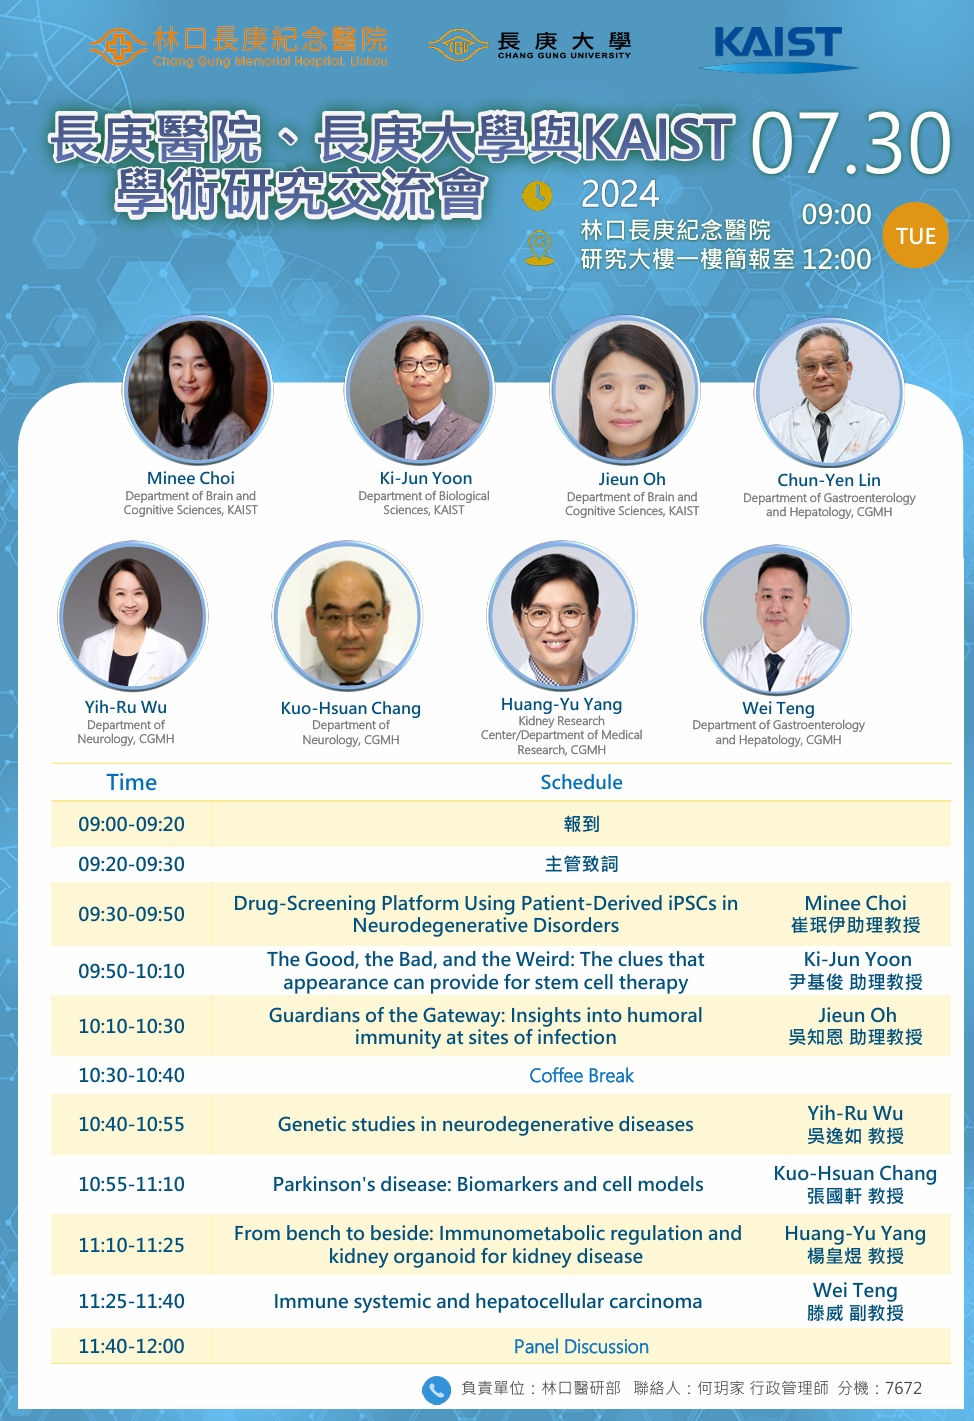 林口長庚紀念醫院
Chang Gung Memorial Hospital, Linkou
CGU
長庚大學
CHANG GUNG UNIVERSITY
KAIST
長庚醫院、長庚大學與KAIST
學術研究交流會
07.30
2024
林口長庚紀念醫院
研究大樓一樓簡報室
09:00
12:00
TUE
Minee Choi
Department of Brain and
Cognitive Sciences, KAIST
Ki-Jun Yoon
Department of Biological
Sciences, KAIST
Jieun Oh
Department of Brain and
Cognitive Sciences, KAIST
Chun-Yen Lin
Department of Gastroenterology
and Hepatology, CGMH
Yih-Ru Wu
Department of
Neurology, CGMH
Kuo-Hsuan Chang
Department of
Neurology, CGMH
Huang-Yu Yang
Kidney Research
Center/Department of Medical
Research, CGMH
Wei Teng
Department of Gastroenterology
and Hepatology, CGMH
Time Schedule
09:00-09:20 報到
09:20-09:30 主管致詞
09:30-09:50
Drug-Screening Platform Using Patient-Derived iPSCs in
Neurodegenerative Disorders
Minee Choi
崔珉伊助理教授
09:50-10:10
The Good, the Bad, and the Weird: The clues that
appearance can provide for stem cell therapy
Ki-Jun Yoon
尹基俊 助理教授
10:10-10:30
Guardians of the Gateway: Insights into humoral
immunity at sites of infection
Jieun Oh
吳知恩 助理教授
10:30-10:40 Coffee Break
10:40-10:55
Genetic studies in neurodegenerative diseases
Yih-Ru Wu
吳逸如 教授
10:55-11:10
Parkinson's disease: Biomarkers and cell models
Kuo-Hsuan Chang
張國軒 教授
11:10-11:25
From bench to beside: Immunometabolic regulation and
kidney organoid for kidney disease
Huang-Yu Yang
楊皇煜 教授
11:25-11:40
Immune systemic and hepatocellular carcinoma
Wei Teng
滕威 副教授
11:40-12:00 Panel Discussion
負責單位：林口醫研部 聯絡人：何玥家 行政管理師 分機：7672